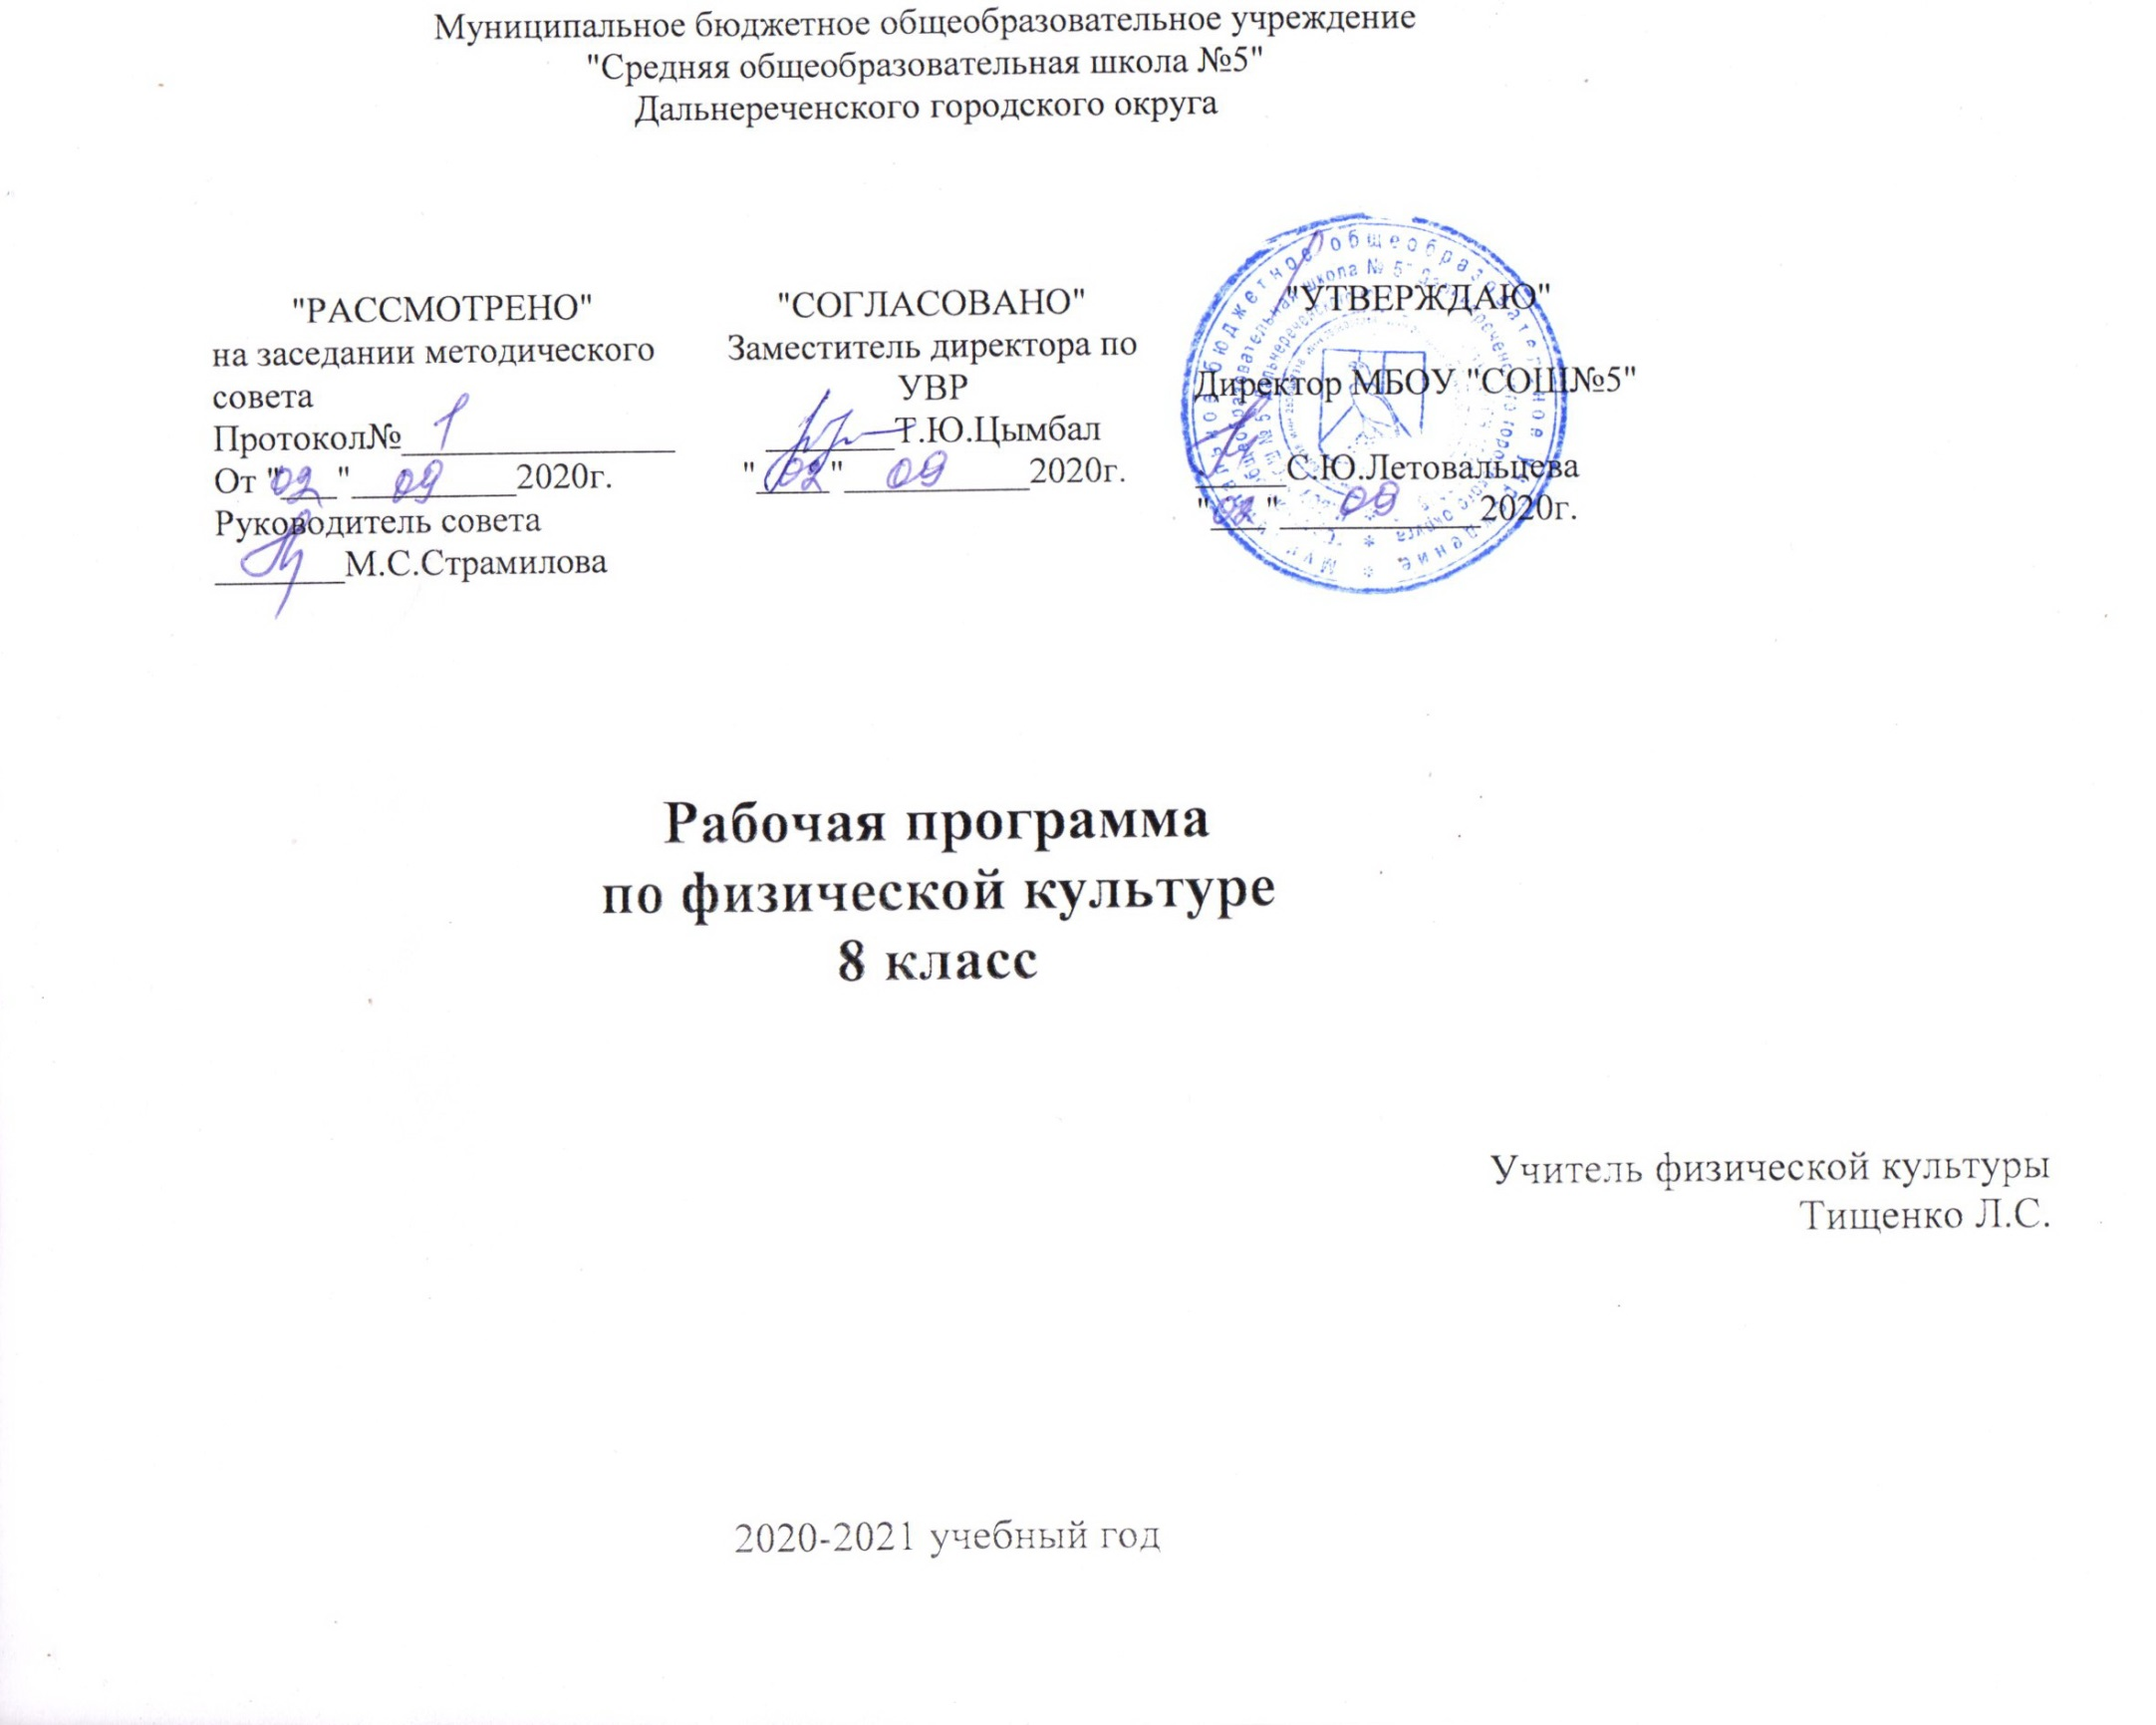 Муниципальное бюджетное общеобразовательное учреждение
"Средняя общеобразовательная школа №5"
Дальнереченского городского округа
"РАССМОТРЕНО"
на заседании методического
совета
Протокол№ 1
От "02" 09 2020г.
Руководитель совета
М.С.Страмилова
"СОГЛАСОВАНО"
Заместитель директора по
УВР
Т.Ю.Цымбал
"02" 09 2020г.
"УТВЕРЖДАЮ"
Директор МБОУ "СОШ№5"
С.Ю.Летовальцева
"02" 09 2020г.
Рабочая программа
по физической культуре
8 класс
Учитель физической культуры
Тищенко Л.С.
2020-2021 учебный год